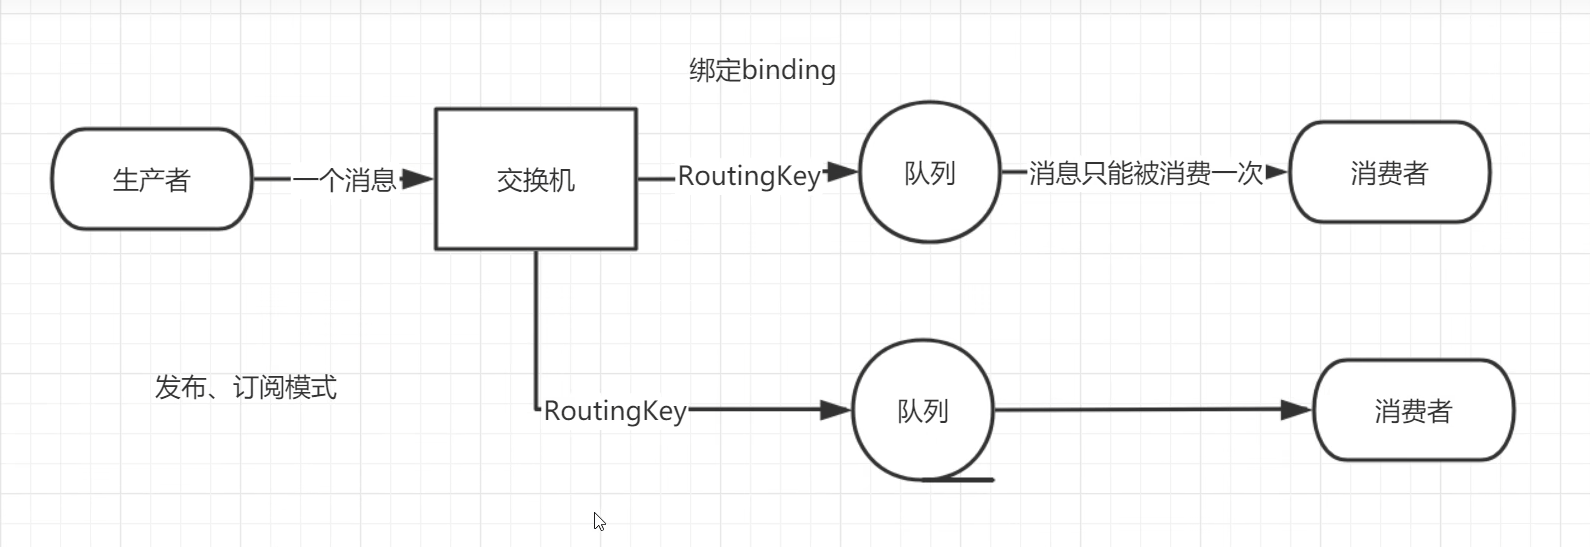 绑定binding
生产者
一个消息
交换机
RoutingKey
队列
消息只能被消费一次
消费者
发布、订阅模式
RoutingKey
队列
消费者